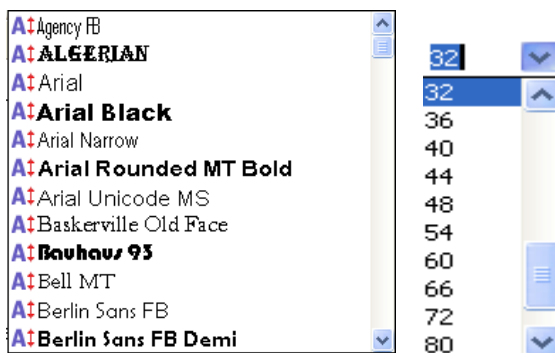 Agency FB
ALGERIAN
Arial
Arial Black
Arial Narrow
Arial Rounded MT Bold
Arial Unicode MS
Baskerville Old Face
Bauhaus 93
Bell MT
Berlin Sans FB
Berlin Sans FB Demi
32
32
36
40
44
48
54
60
66
72
80